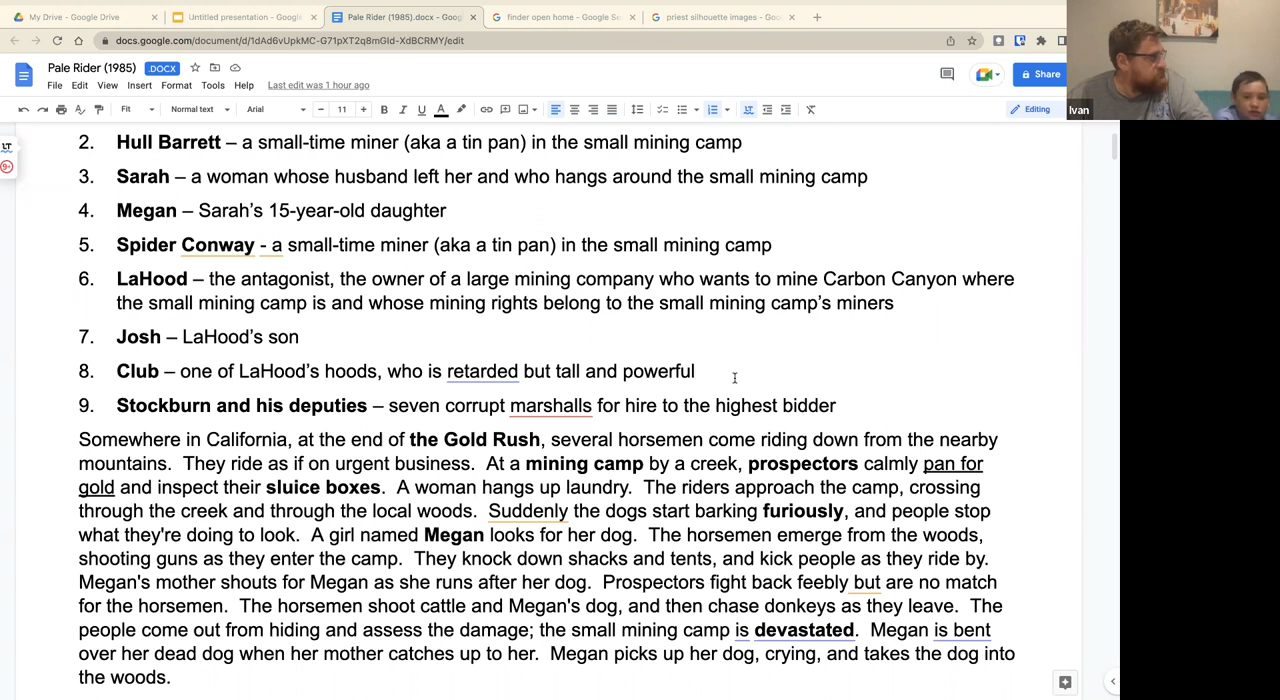 My Drive - Google Drive
Untitled presentation - Google
Pale Rider (1985).docx - Goog
finder open home - Google Se
priest silhouette images - Goo
docs.google.com/document/d/1dAd6vUpkMC-G71pXT2q8mGld-XdBCRMY/edit
Pale Rider (1985)
.DOCX
File Edit View Insert Format Tools Extensions Help Last edit was 1 hour ago
Share
Fit Normal text Arial 11 Editing
Ivan
2. Hull Barrett – a small-time miner (aka a tin pan) in the small mining camp
3. Sarah – a woman whose husband left her and who hangs around the small mining camp
4. Megan – Sarah’s 15-year-old daughter
5. Spider Conway - a small-time miner (aka a tin pan) in the small mining camp
6. LaHood – the antagonist, the owner of a large mining company who wants to mine Carbon Canyon where
the small mining camp is and whose mining rights belong to the small mining camp’s miners
7. Josh – LaHood’s son
8. Club – one of LaHood’s hoods, who is retarded but tall and powerful
9. Stockburn and his deputies – seven corrupt marshalls for hire to the highest bidder
Somewhere in California, at the end of the Gold Rush, several horsemen come riding down from the nearby
mountains. They ride as if on urgent business. At a mining camp by a creek, prospectors calmly pan for
gold and inspect their sluice boxes. A woman hangs up laundry. The riders approach the camp, crossing
through the creek and through the local woods. Suddenly the dogs start barking furiously, and people stop
what they're doing to look. A girl named Megan looks for her dog. The horsemen emerge from the woods,
shooting guns as they enter the camp. They knock down shacks and tents, and kick people as they ride by.
Megan's mother shouts for Megan as she runs after her dog. Prospectors fight back feebly but are no match
for the horsemen. The horsemen shoot cattle and Megan's dog, and then chase donkeys as they leave. The
people come out from hiding and assess the damage; the small mining camp is devastated. Megan is bent
over her dead dog when her mother catches up to her. Megan picks up her dog, crying, and takes the dog into
the woods.